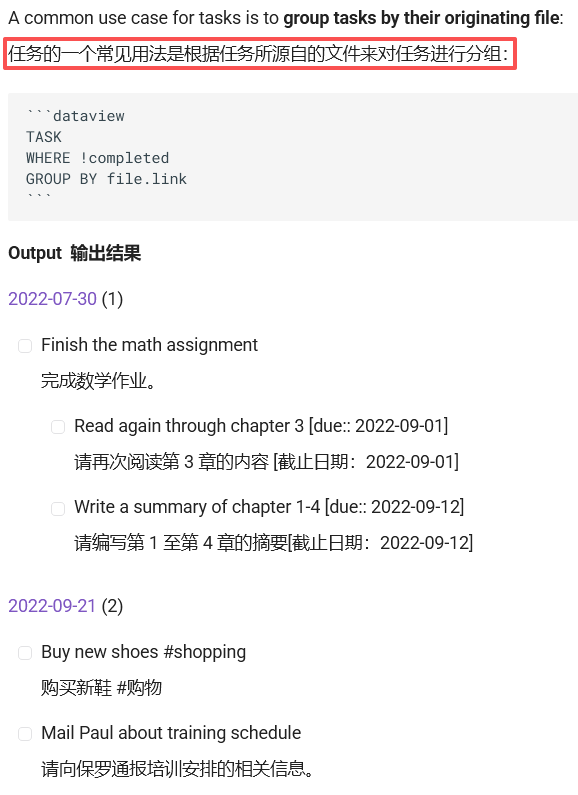 A common use case for tasks is to group tasks by their originating file:
任务的一个常见用法是根据任务所源自的文件来对任务进行分组：
```dataview
TASK
WHERE !completed
GROUP BY file.link
```
Output 输出结果
2022-07-30 (1)
Finish the math assignment
完成数学作业。
Read again through chapter 3 [due:: 2022-09-01]
请再次阅读第 3 章的内容 [截止日期：2022-09-01]
Write a summary of chapter 1-4 [due:: 2022-09-12]
请编写第 1 至第 4 章的摘要[截止日期：2022-09-12]
2022-09-21 (2)
Buy new shoes #shopping
购买新鞋 #购物
Mail Paul about training schedule
请向保罗通报培训安排的相关信息。